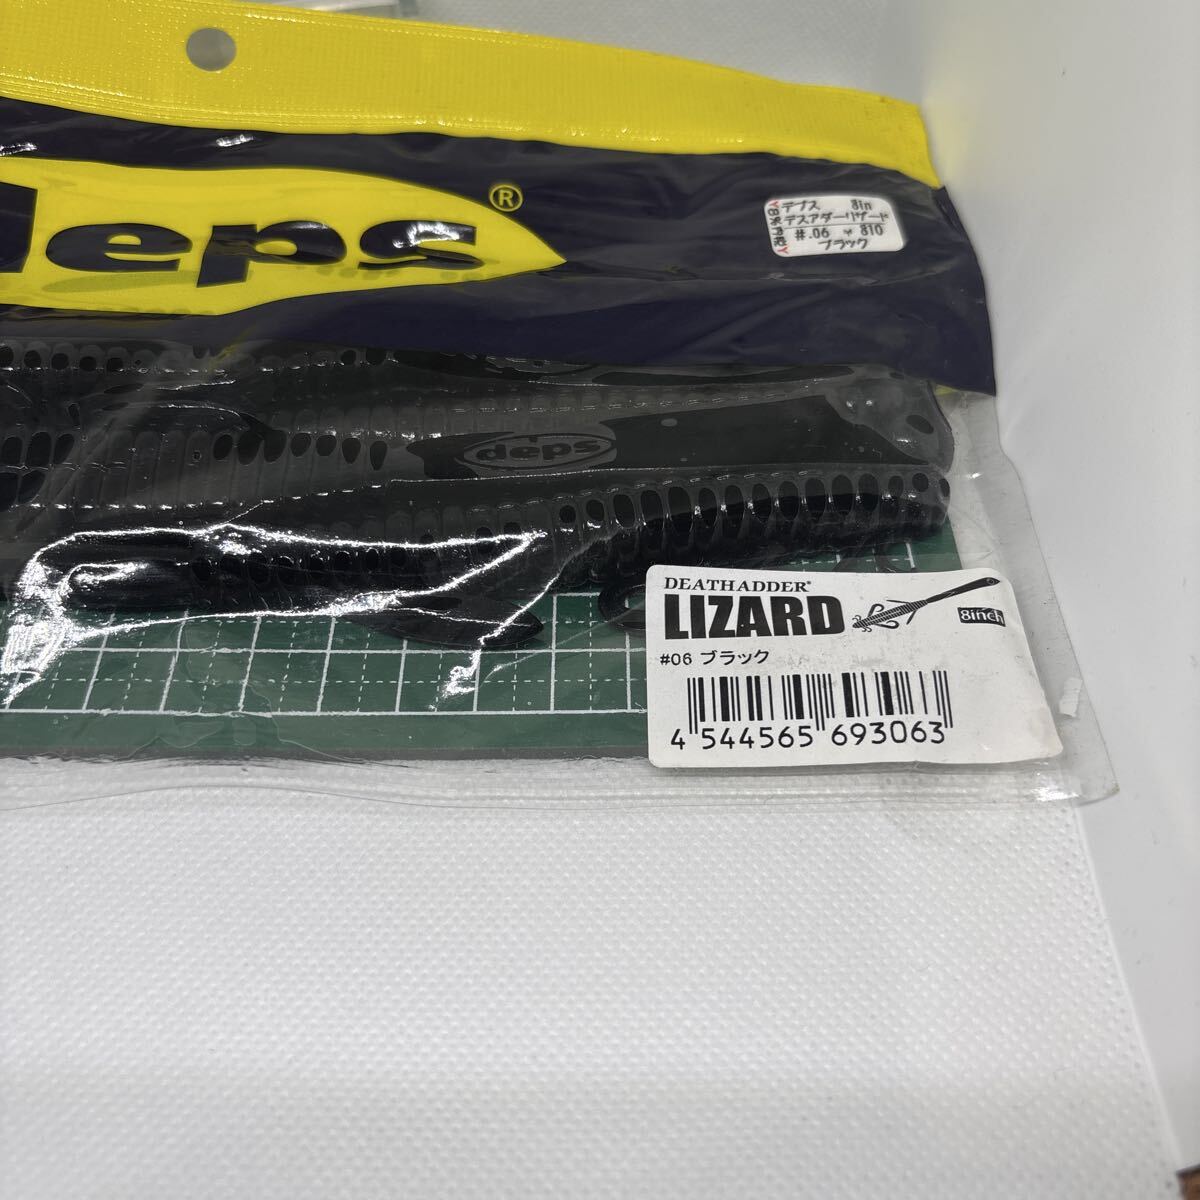 deps®
デプス 8in
デスアダーリザード
#.06 ¥810
ブラック
deps
DEATHADDER®
LIZARD
8inch
#06 ブラック
4 544565 693063